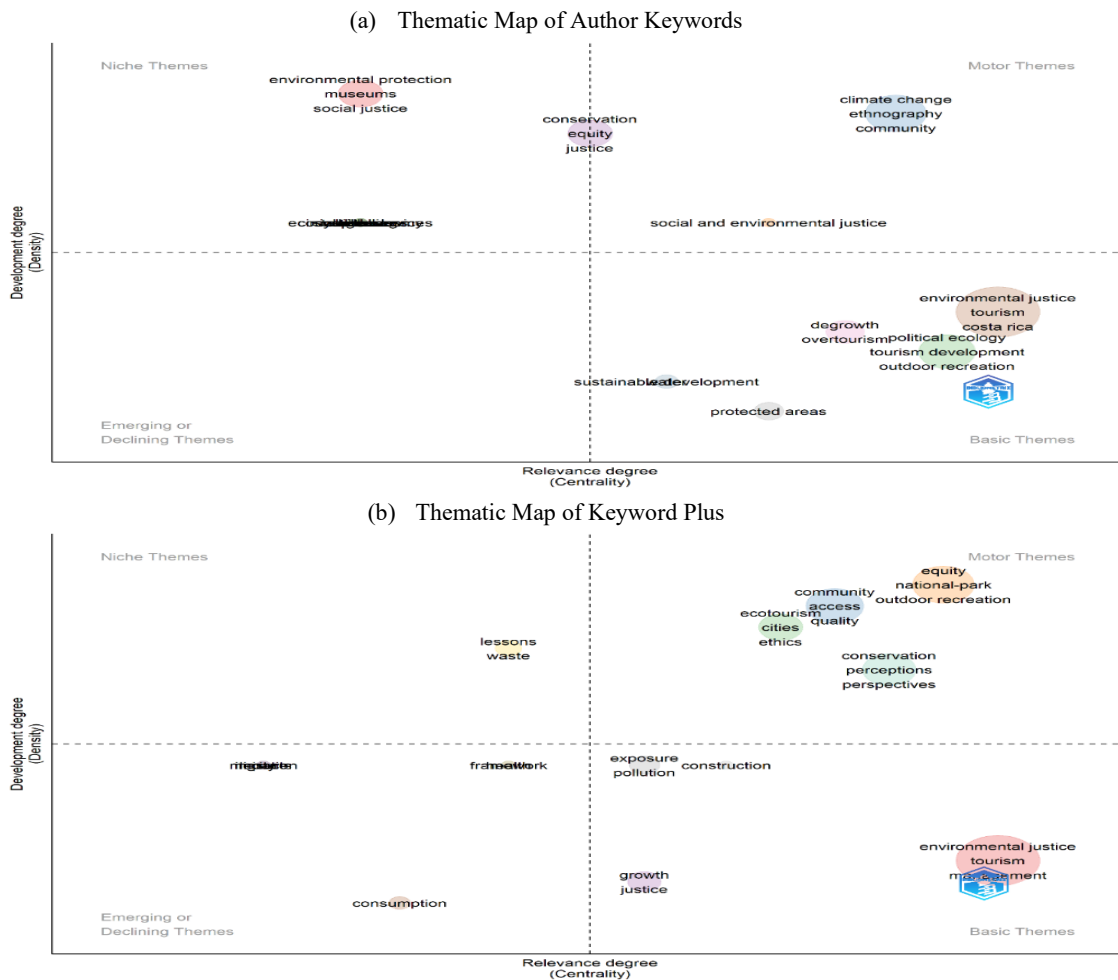 (a) Thematic Map of Author Keywords
Niche Themes
Motor Themes
environmental protection
museums
social justice
conservation
equity
justice
climate change
ethnography
community
social and environmental justice
Development degree
(Density)
environmental justice
tourism
costa rica
degrowth
overtourism
political ecology
tourism development
outdoor recreation
sustainable development
water
protected areas
Emerging or
Declining Themes
Basic Themes
Relevance degree
(Centrality)
(b) Thematic Map of Keyword Plus
Niche Themes
Motor Themes
equity
national-park
outdoor recreation
community
access
quality
ecotourism
cities
ethics
lessons
waste
conservation
perceptions
perspectives
Development degree
(Density)
framework
health
exposure
pollution
construction
environmental justice
tourism
management
growth
justice
consumption
Emerging or
Declining Themes
Basic Themes
Relevance degree
(Centrality)